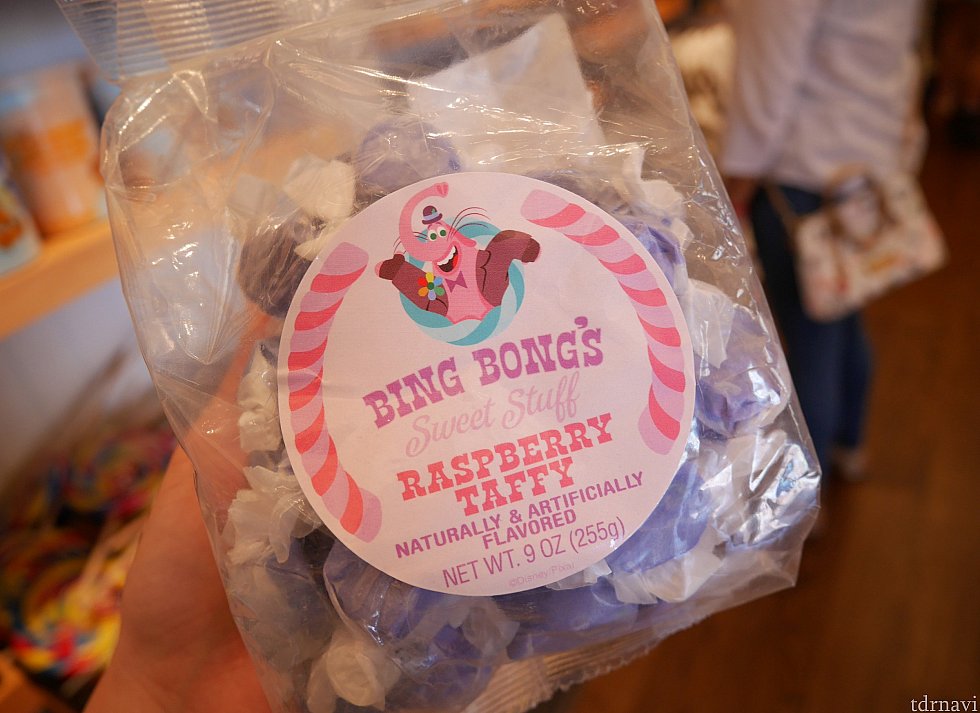 BING BONG'S
Sweet Stuff
RASPBERRY
TAFFY
NATURALLY & ARTIFICIALLY
FLAVORED
NET WT. 9 OZ (255g)
©Disney/Pixar
tdrnavi